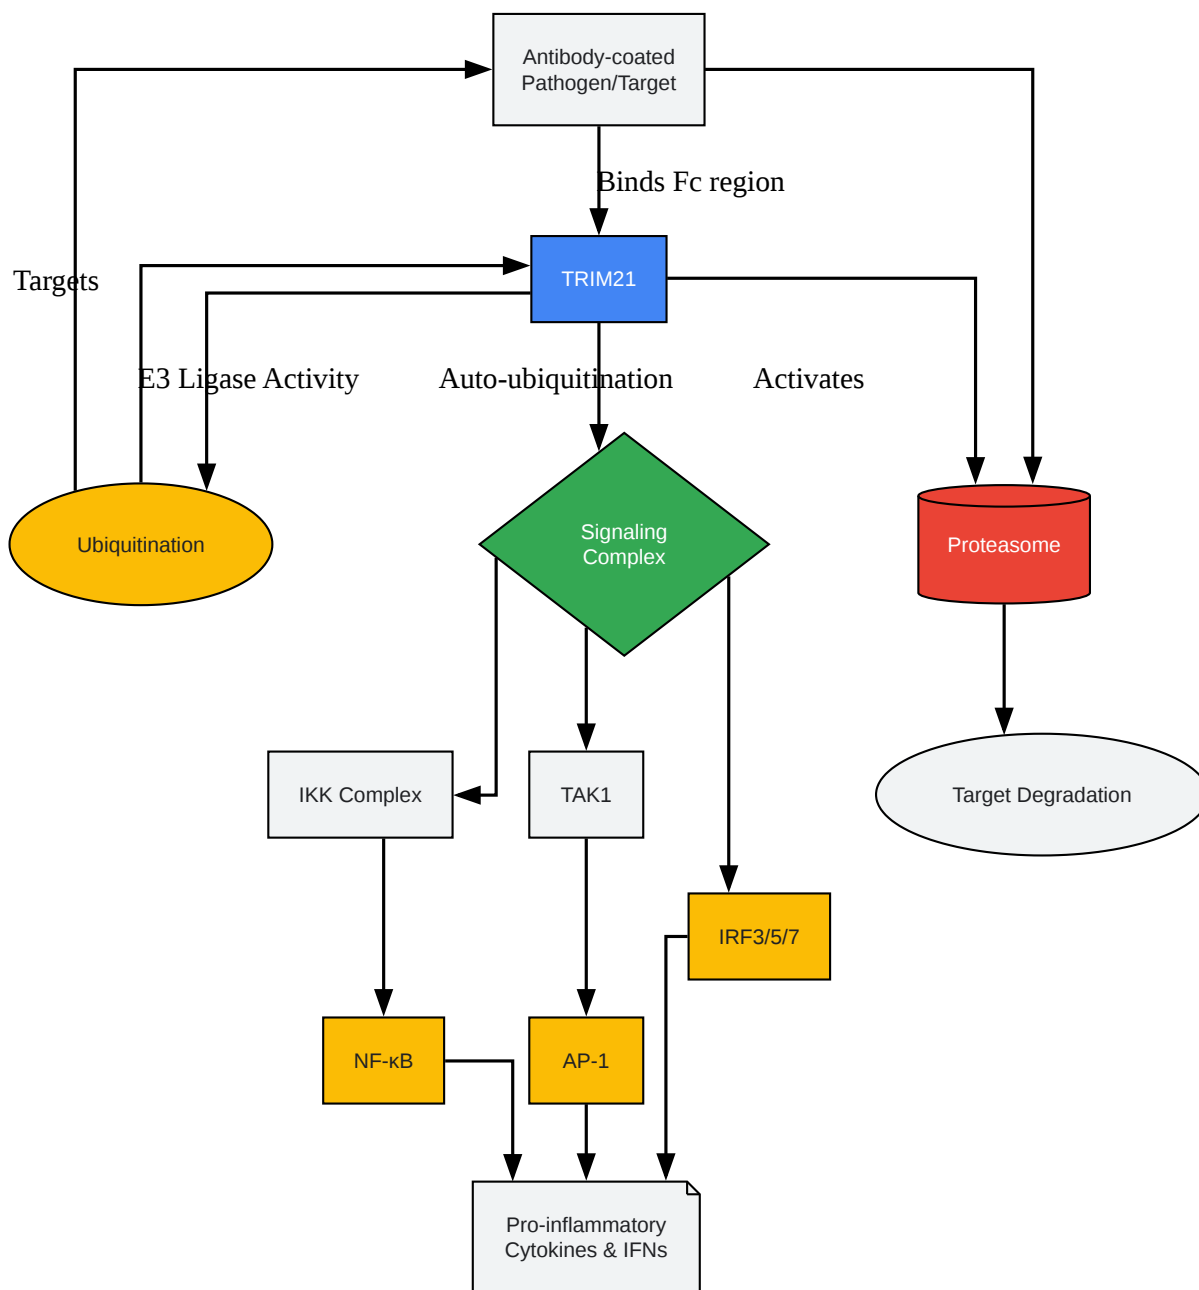 Antibody-coated
Pathogen/Target
Binds Fc region
Targets
TRIM21
E3 Ligase Activity
Auto-ubiquitination
Activates
Ubiquitination
Signaling
Complex
Proteasome
IKK Complex
TAK1
Target Degradation
IRF3/5/7
NF-κB
AP-1
Pro-inflammatory
Cytokines & IFNs